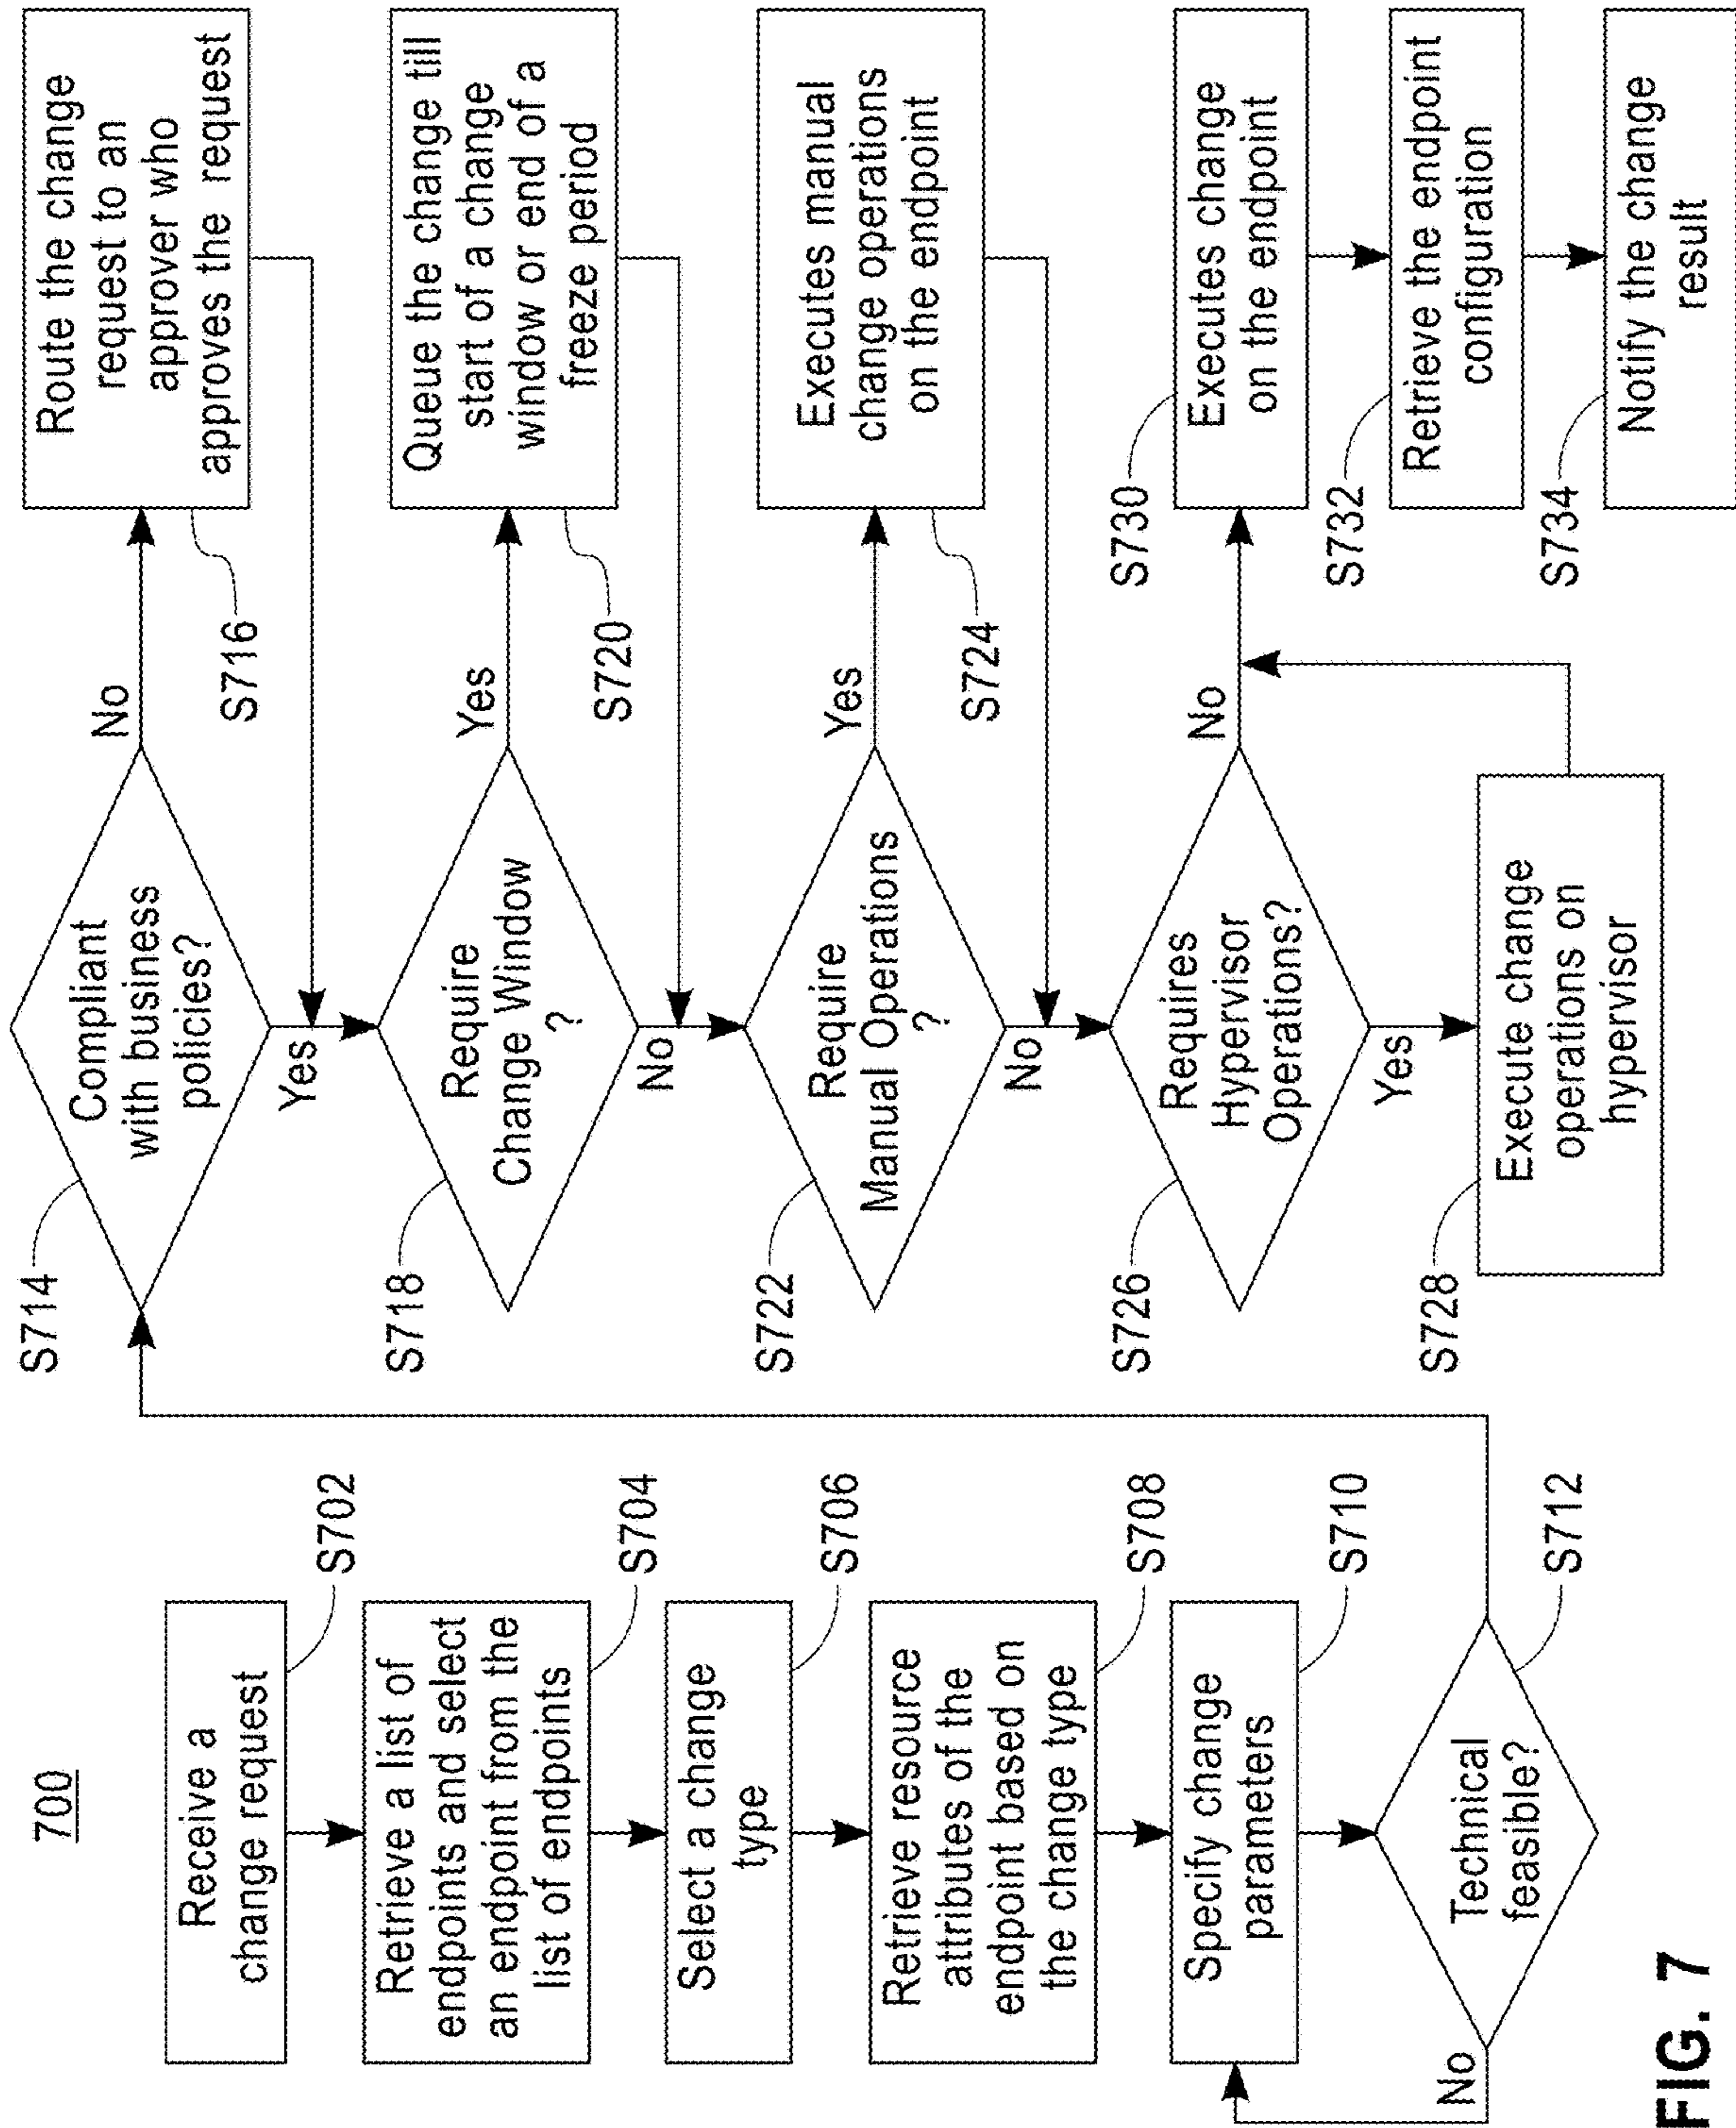 700
Receive a
change request
S702
Retrieve a list of
endpoints and select
an endpoint from the
list of endpoints
S704
Select a change
type
S706
Retrieve resource
attributes of the
endpoint based on
the change type
S708
Specify change
parameters
S710
Technical
feasible?
S712
No
S714
Compliant
with business
policies?
No
Yes
Route the change
request to an
approver who
approves the request
S716
S718
Require
Change Window
?
Yes
No
Queue the change till
start of a change
window or end of a
freeze period
S720
S722
Require
Manual Operations
?
Yes
No
Executes manual
change operations
on the endpoint
S724
S726
Requires
Hypervisor
Operations?
No
Yes
S728
Execute change
operations on
hypervisor
S730
Executes change
on the endpoint
S732
Retrieve the endpoint
configuration
S734
Notify the change
result
FIG. 7